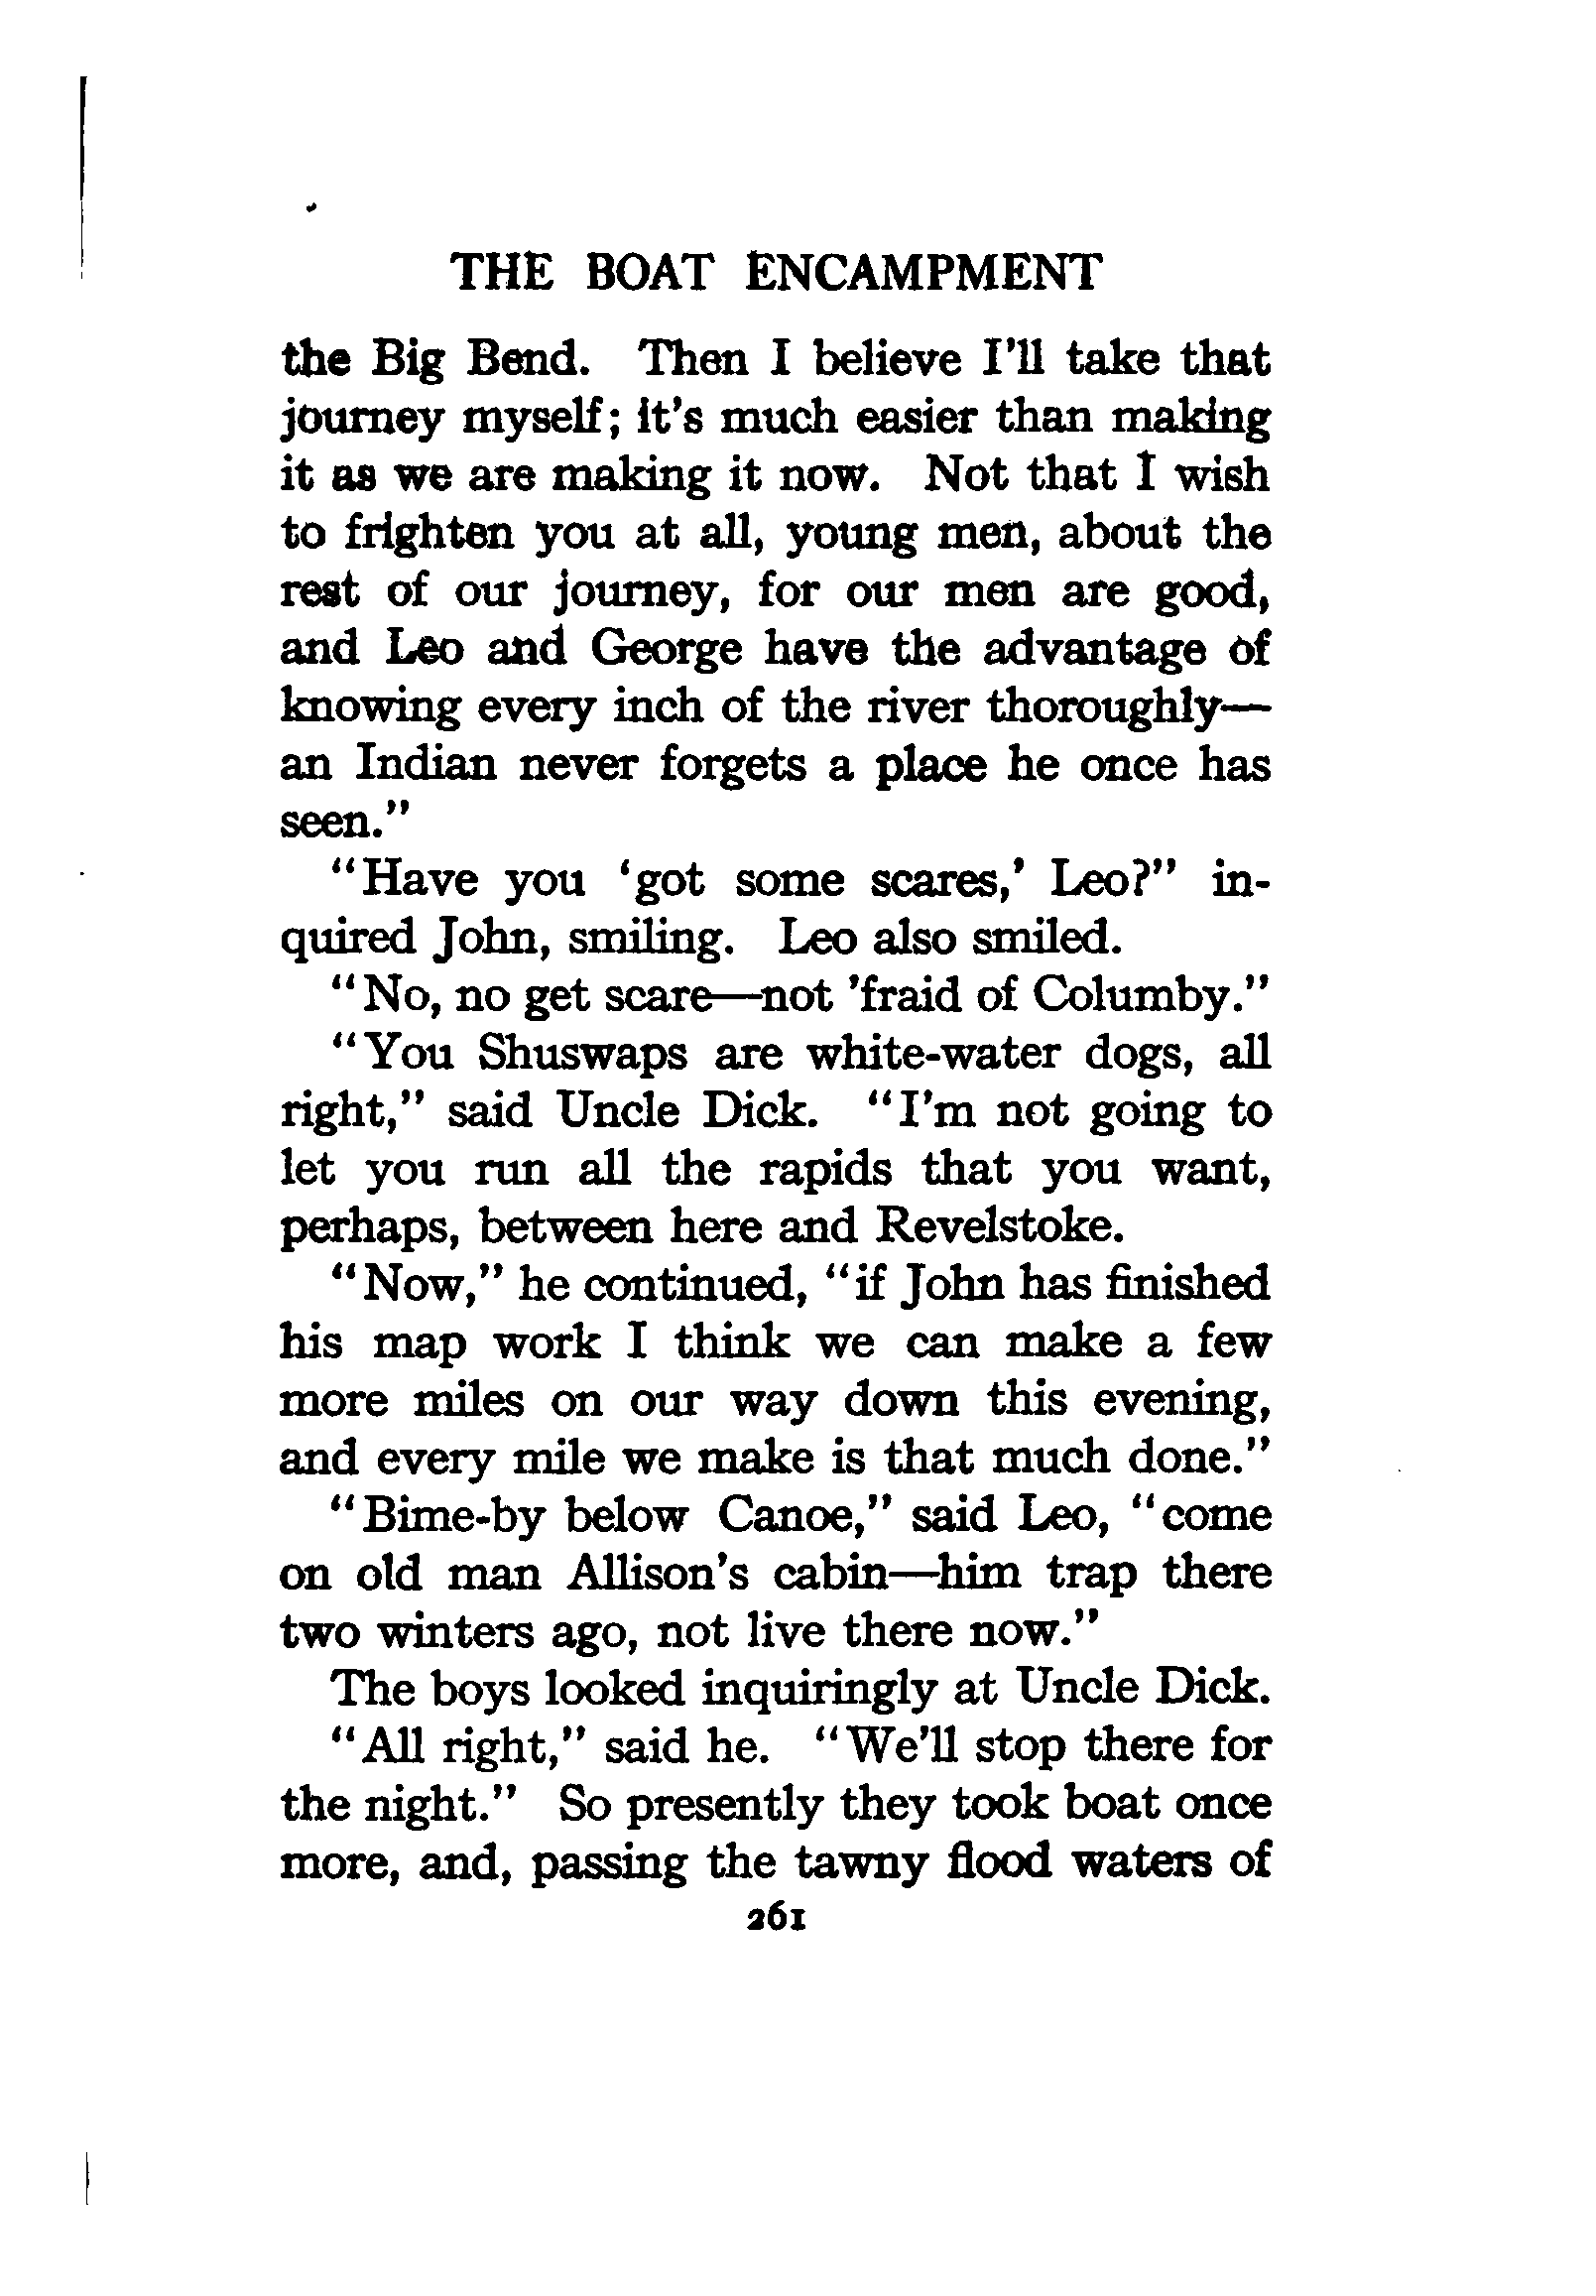 THE BOAT ENCAMPMENT
the Big Bend. Then I believe I'll take that
journey myself; it's much easier than making
it as we are making it now. Not that I wish
to frighten you at all, young men, about the
rest of our journey, for our men are good,
and Leo and George have the advantage of
knowing every inch of the river thoroughly—
an Indian never forgets a place he once has
seen."
"Have you 'got some scares,' Leo?" in-
quired John, smiling. Leo also smiled.
"No, no get scare—not 'fraid of Columby."
"You Shuswaps are white-water dogs, all
right," said Uncle Dick. "I'm not going to
let you run all the rapids that you want,
perhaps, between here and Revelstoke.
"Now," he continued, "if John has finished
his map work I think we can make a few
more miles on our way down this evening,
and every mile we make is that much done."
"Bime-by below Canoe," said Leo, "come
on old man Allison's cabin—him trap there
two winters ago, not live there now."
The boys looked inquiringly at Uncle Dick.
"All right," said he. "We'll stop there for
the night." So presently they took boat once
more, and, passing the tawny flood waters of
261